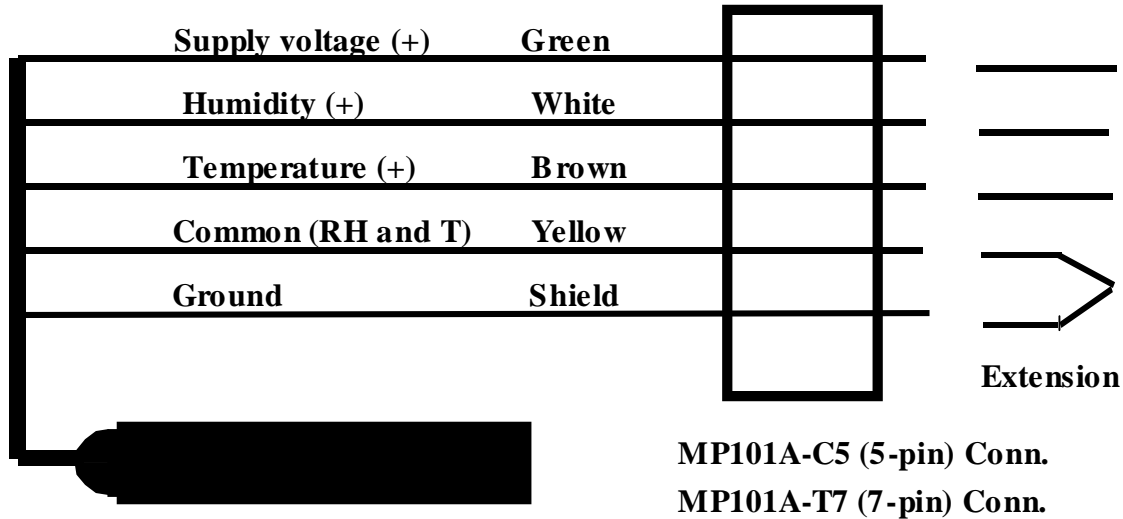 Supply voltage (+) Green
Humidity (+) White
Temperature (+) Brown
Common (RH and T) Yellow
Ground Shield
Extension
MP101A-C5 (5-pin) Conn.
MP101A-T7 (7-pin) Conn.